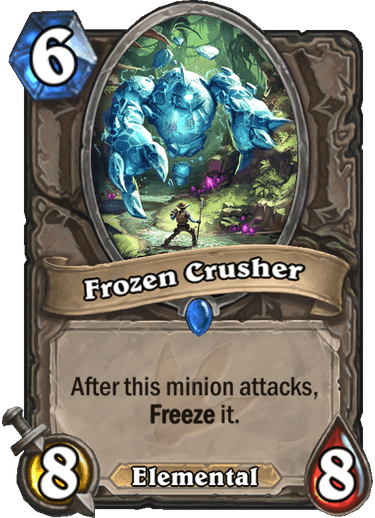 6
Frozen Crusher
After this minion attacks,
Freeze it.
8
Elemental
8